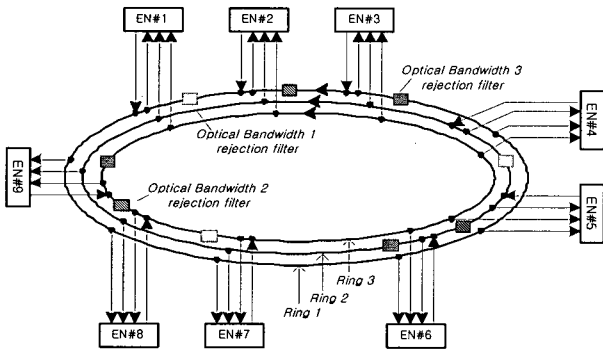 EN#1
EN#2
EN#3
Optical Bandwidth 3
rejection filter
EN#4
Optical Bandwidth 1
rejection filter
EN#9
Optical Bandwidth 2
rejection filter
EN#5
Ring 3
Ring 2
Ring 1
EN#8
EN#7
EN#6